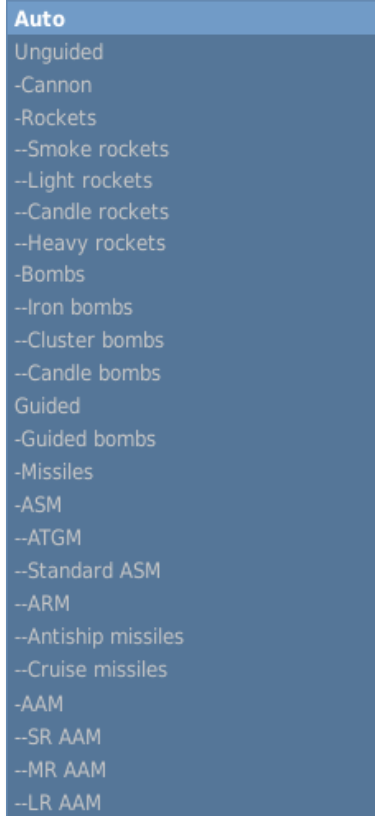 Auto
Unguided
-Cannon
-Rockets
--Smoke rockets
--Light rockets
--Candle rockets
--Heavy rockets
-Bombs
--Iron bombs
--Cluster bombs
--Candle bombs
Guided
-Guided bombs
-Missiles
-ASM
--ATGM
--Standard ASM
--ARM
--Antiship missiles
--Cruise missiles
-AAM
--SR AAM
--MR AAM
--LR AAM